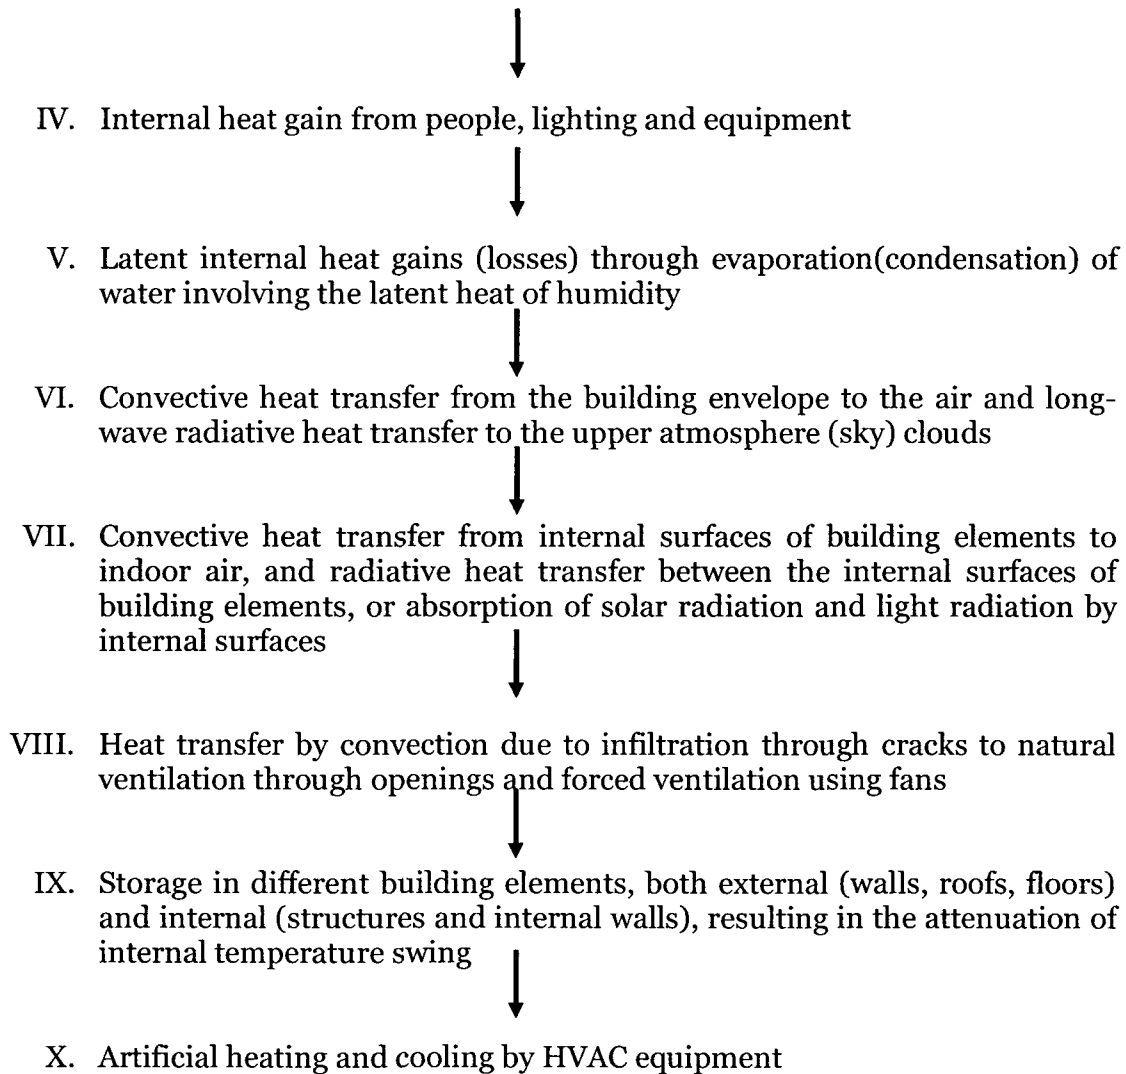 IV. Internal heat gain from people, lighting and equipment
V. Latent internal heat gains (losses) through evaporation(condensation) of
water involving the latent heat of humidity
VI. Convective heat transfer from the building envelope to the air and long-
wave radiative heat transfer to the upper atmosphere (sky) clouds
VII. Convective heat transfer from internal surfaces of building elements to
indoor air, and radiative heat transfer between the internal surfaces of
building elements, or absorption of solar radiation and light radiation by
internal surfaces
VIII. Heat transfer by convection due to infiltration through cracks to natural
ventilation through openings and forced ventilation using fans
IX. Storage in different building elements, both external (walls, roofs, floors)
and internal (structures and internal walls), resulting in the attenuation of
internal temperature swing
X. Artificial heating and cooling by HVAC equipment